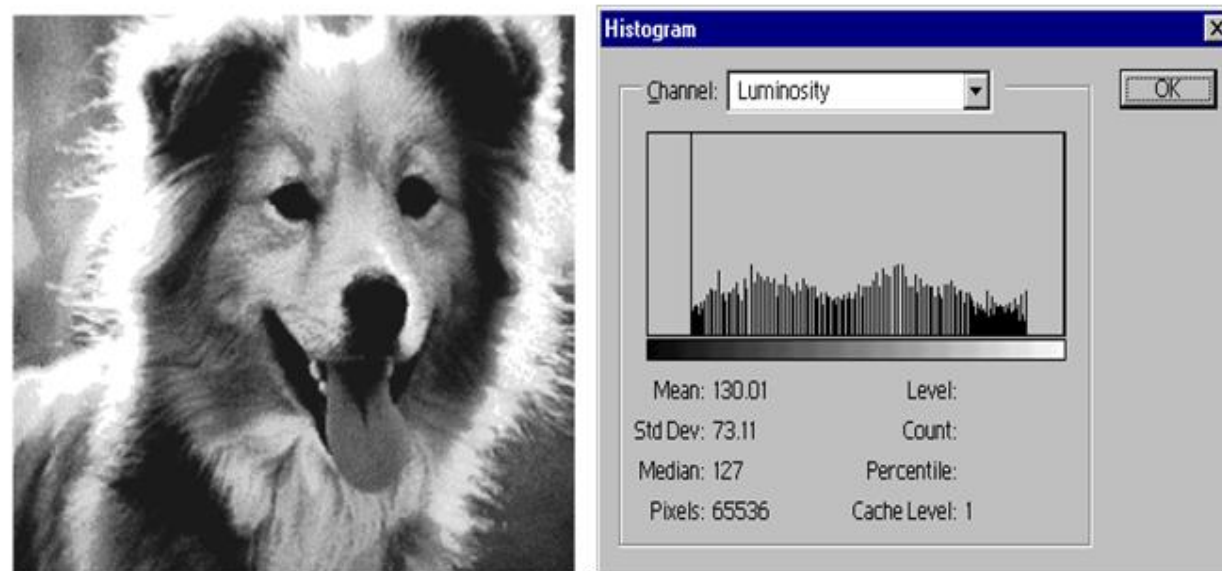 Histogram
Channel: Luminosity
OK
Mean: 130.01 Level:
Std Dev: 73.11 Count:
Median: 127 Percentile:
Pixels: 65536 Cache Level: 1